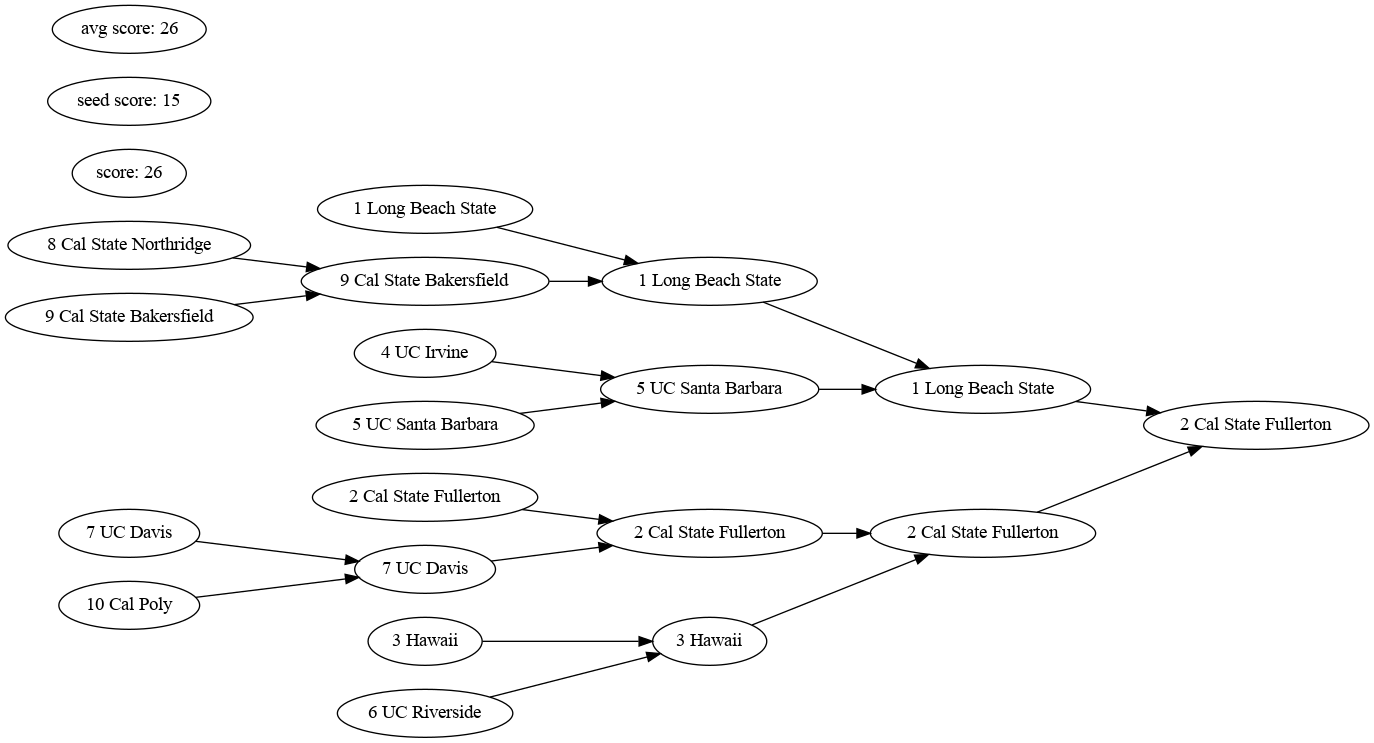 avg score: 26
seed score: 15
score: 26
1 Long Beach State
8 Cal State Northridge
9 Cal State Bakersfield
1 Long Beach State
9 Cal State Bakersfield
4 UC Irvine
5 UC Santa Barbara
1 Long Beach State
5 UC Santa Barbara
2 Cal State Fullerton
2 Cal State Fullerton
7 UC Davis
2 Cal State Fullerton
2 Cal State Fullerton
7 UC Davis
10 Cal Poly
3 Hawaii
3 Hawaii
6 UC Riverside